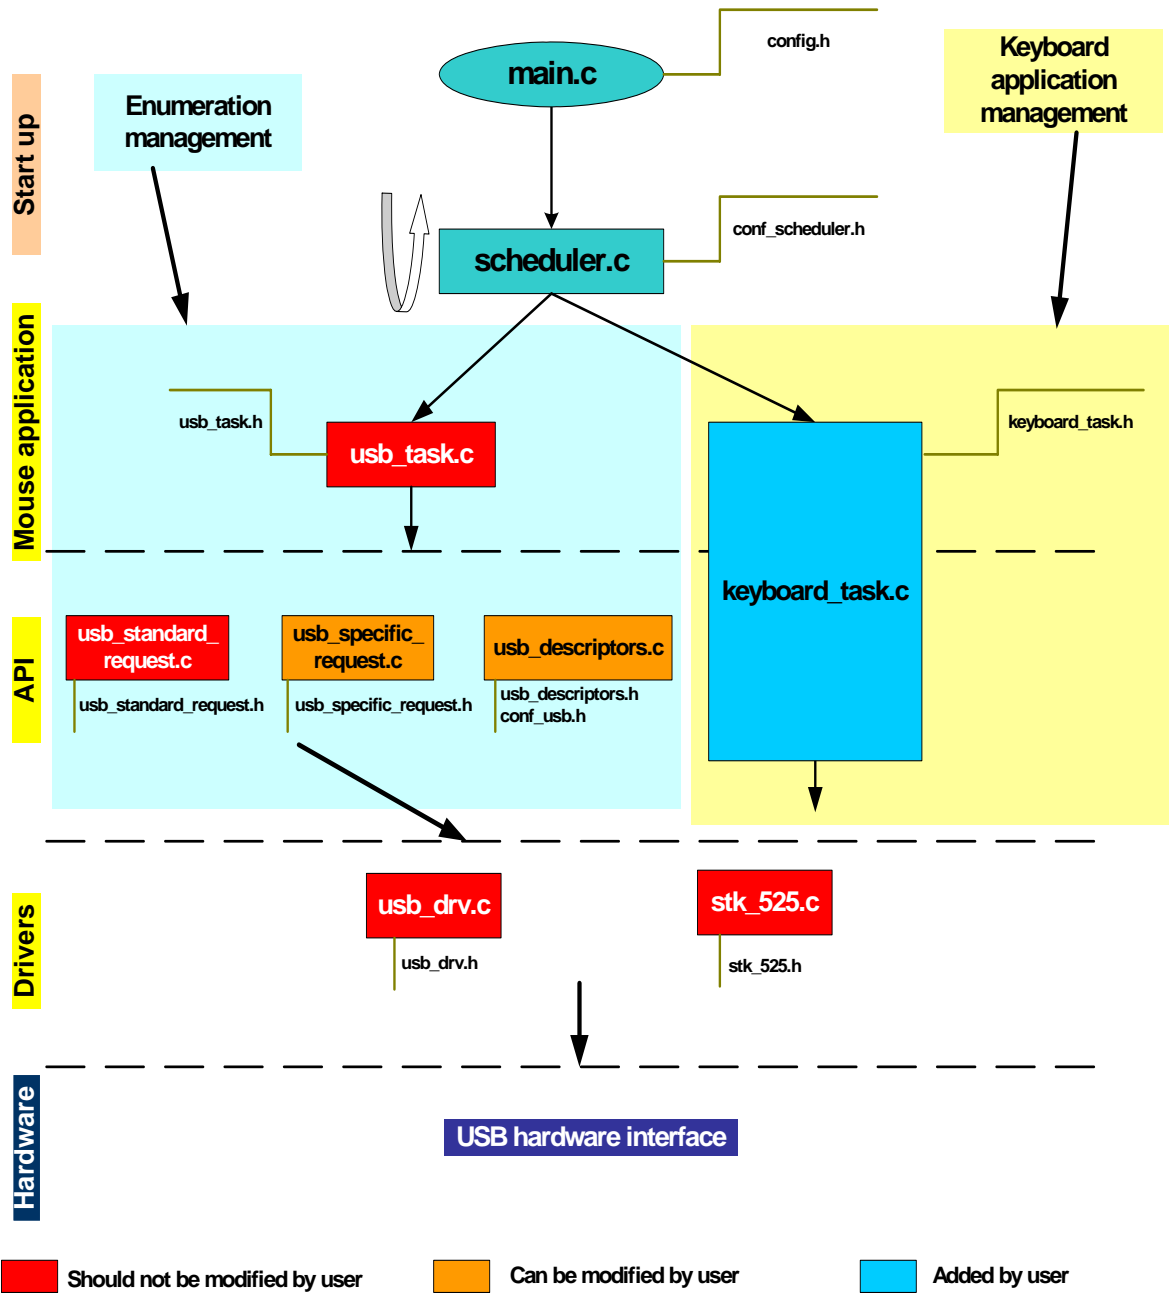 config.h
main.c
Keyboard
application
management
Enumeration
management
Start up
conf_scheduler.h
scheduler.c
Mouse application
usb_task.h
usb_task.c
keyboard_task.h
keyboard_task.c
API
usb_standard_
request.c
usb_specific_
request.c
usb_descriptors.c
usb_standard_request.h
usb_specific_request.h
usb_descriptors.h
conf_usb.h
Drivers
usb_drv.c
stk_525.c
usb_drv.h
stk_525.h
Hardware
USB hardware interface
Should not be modified by user
Can be modified by user
Added by user